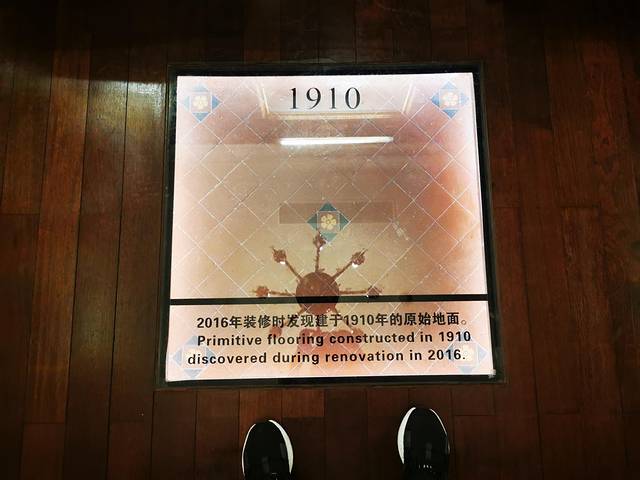 1910
2016年装修时发现建于1910年的原始地面。
Primitive flooring constructed in 1910
discovered during renovation in 2016.